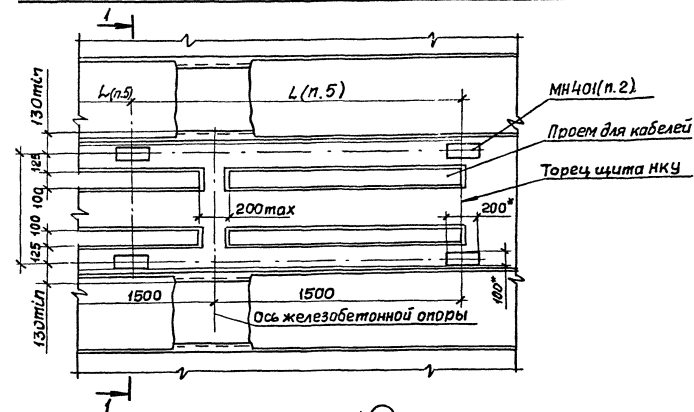 1
L(п.5)
L(п.5)
МН401(п.2).
Проем для кабелей
Торец щита НКУ
130min
125
100
200max
200*
100
125
100*
1500
1500
130min
Ось железобетонной опоры
1